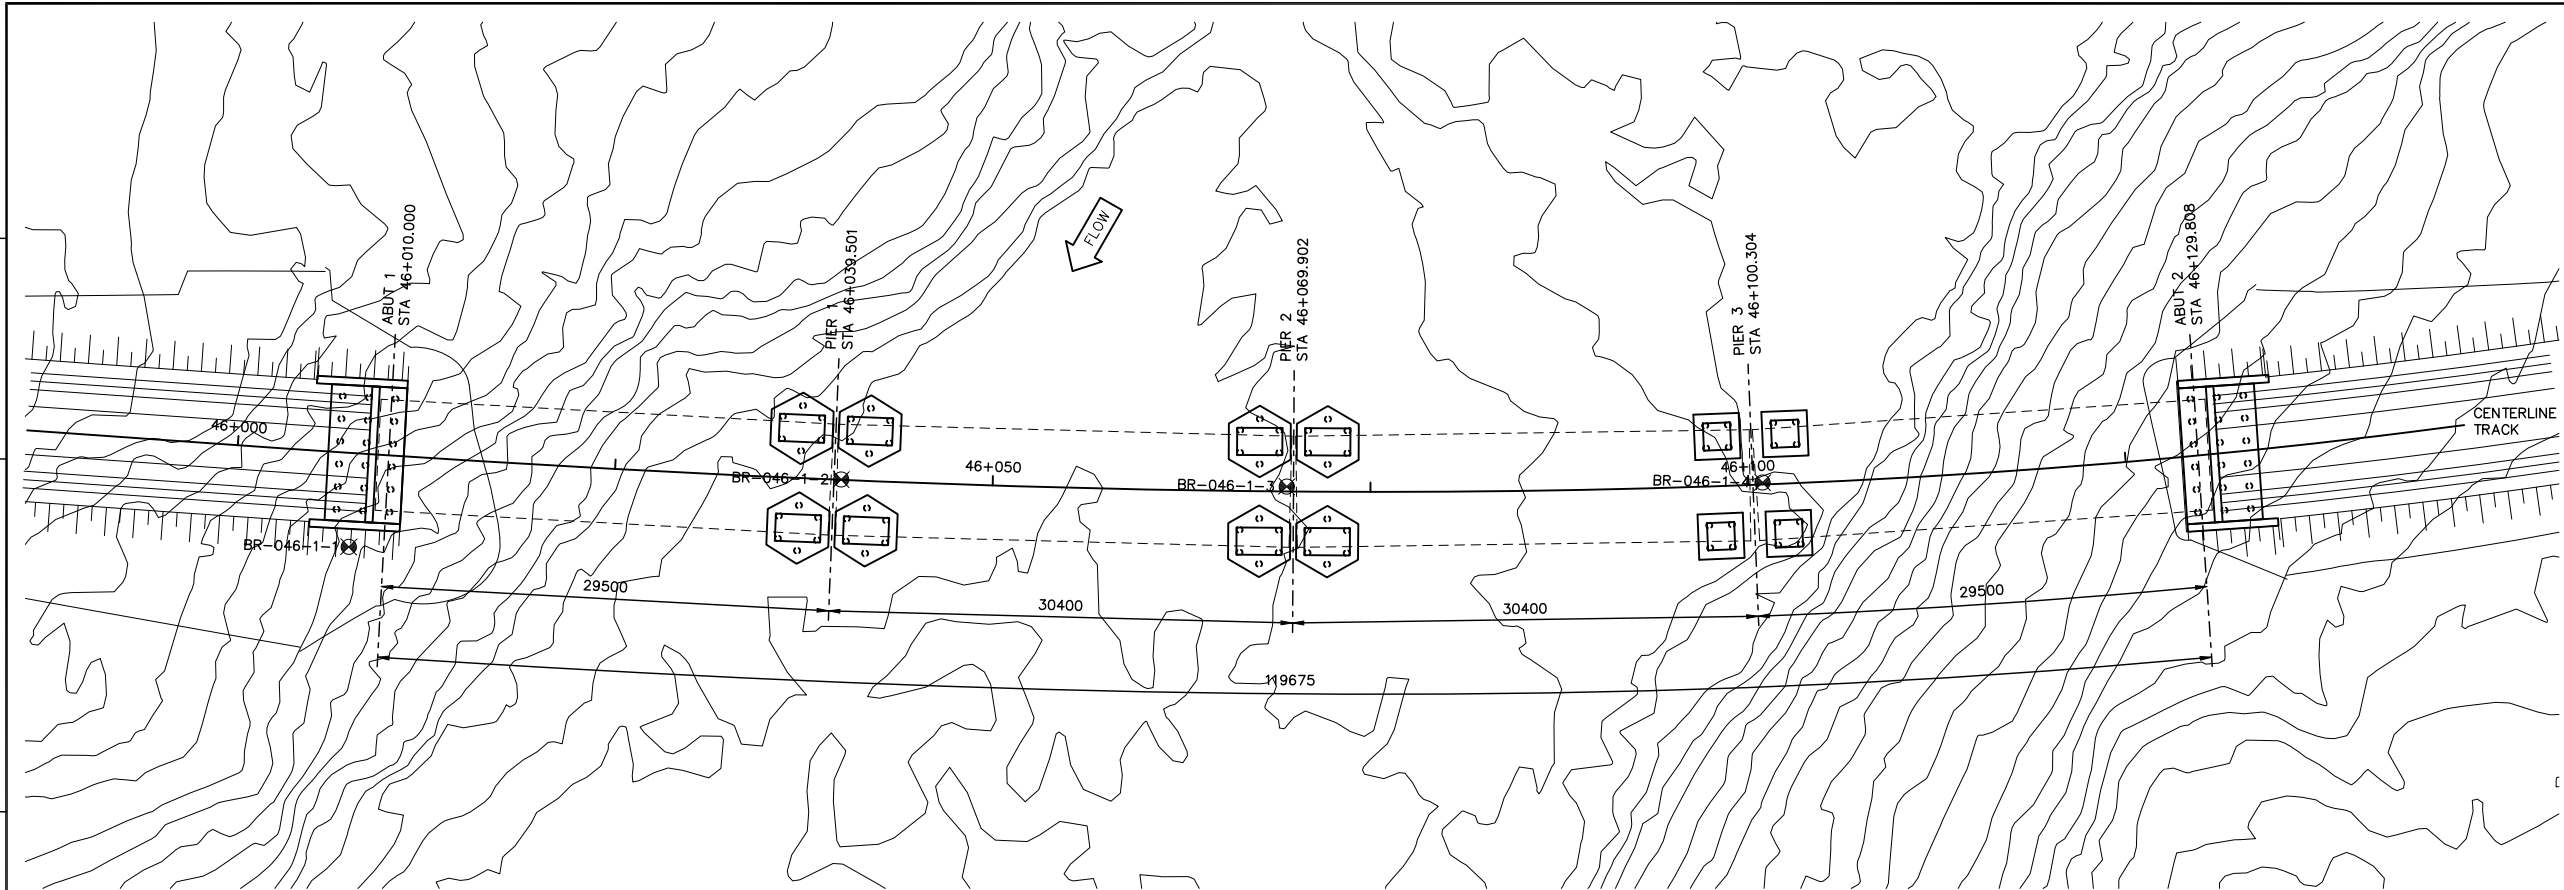 ABUT 1
STA 46+010.000
PIER 1
STA 46+039.501
FLOW
PIER 2
STA 46+069.902
PIER 3
STA 46+100.304
ABUT 2
STA 46+129.808
46+000
46+050
46+100
CENTERLINE
TRACK
BR-046-1-1
BR-046-1-2
BR-046-1-3
BR-046-1-4
29500
30400
30400
29500
119675